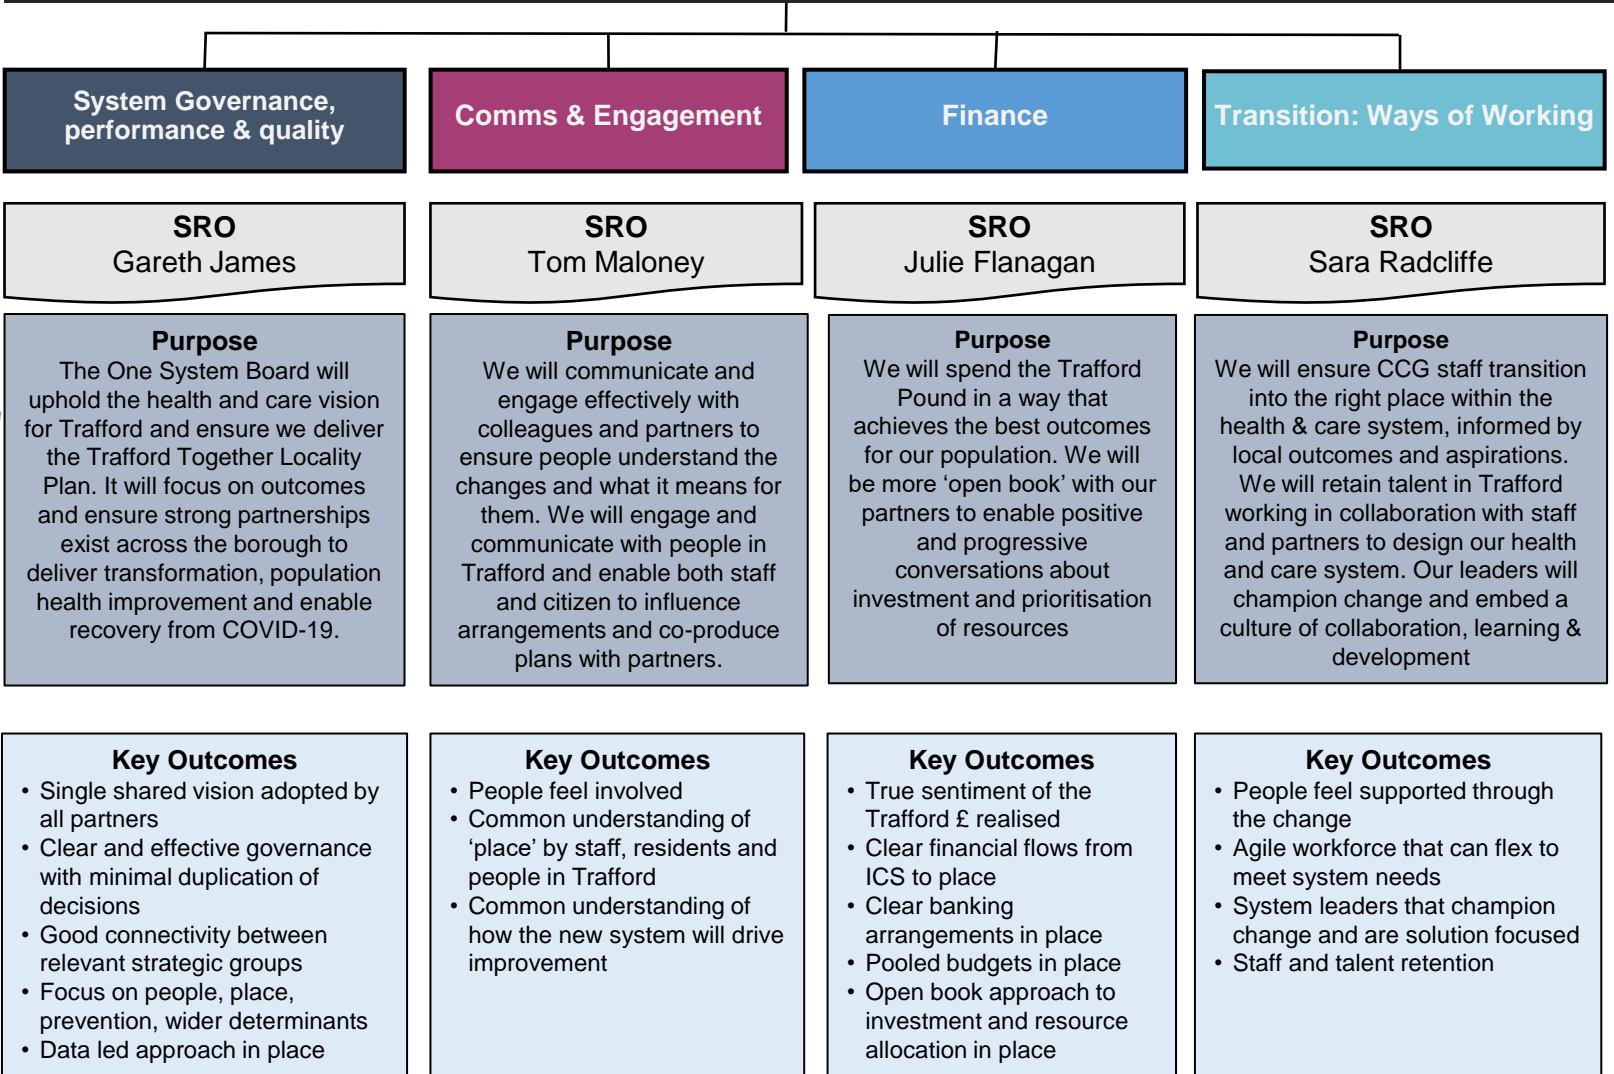 System Governance,
performance & quality
Comms & Engagement
Finance
Transition: Ways of Working
SRO
Gareth James
SRO
Tom Maloney
SRO
Julie Flanagan
SRO
Sara Radcliffe
Purpose
The One System Board will
uphold the health and care vision
for Trafford and ensure we deliver
the Trafford Together Locality
Plan. It will focus on outcomes
and ensure strong partnerships
exist across the borough to
deliver transformation, population
health improvement and enable
recovery from COVID-19.
Purpose
We will communicate and
engage effectively with
colleagues and partners to
ensure people understand the
changes and what it means for
them. We will engage and
communicate with people in
Trafford and enable both staff
and citizen to influence
arrangements and co-produce
plans with partners.
Purpose
We will spend the Trafford
Pound in a way that
achieves the best outcomes
for our population. We will
be more ‘open book’ with our
partners to enable positive
and progressive
conversations about
investment and prioritisation
of resources
Purpose
We will ensure CCG staff transition
into the right place within the
health & care system, informed by
local outcomes and aspirations.
We will retain talent in Trafford
working in collaboration with staff
and partners to design our health
and care system. Our leaders will
champion change and embed a
culture of collaboration, learning &
development
Key Outcomes
• Single shared vision adopted by
all partners
• Clear and effective governance
with minimal duplication of
decisions
• Good connectivity between
relevant strategic groups
• Focus on people, place,
prevention, wider determinants
• Data led approach in place
Key Outcomes
• People feel involved
• Common understanding of
‘place’ by staff, residents and
people in Trafford
• Common understanding of
how the new system will drive
improvement
Key Outcomes
• True sentiment of the
Trafford £ realised
• Clear financial flows from
ICS to place
• Clear banking
arrangements in place
• Pooled budgets in place
• Open book approach to
investment and resource
allocation in place
Key Outcomes
• People feel supported through
the change
• Agile workforce that can flex to
meet system needs
• System leaders that champion
change and are solution focused
• Staff and talent retention